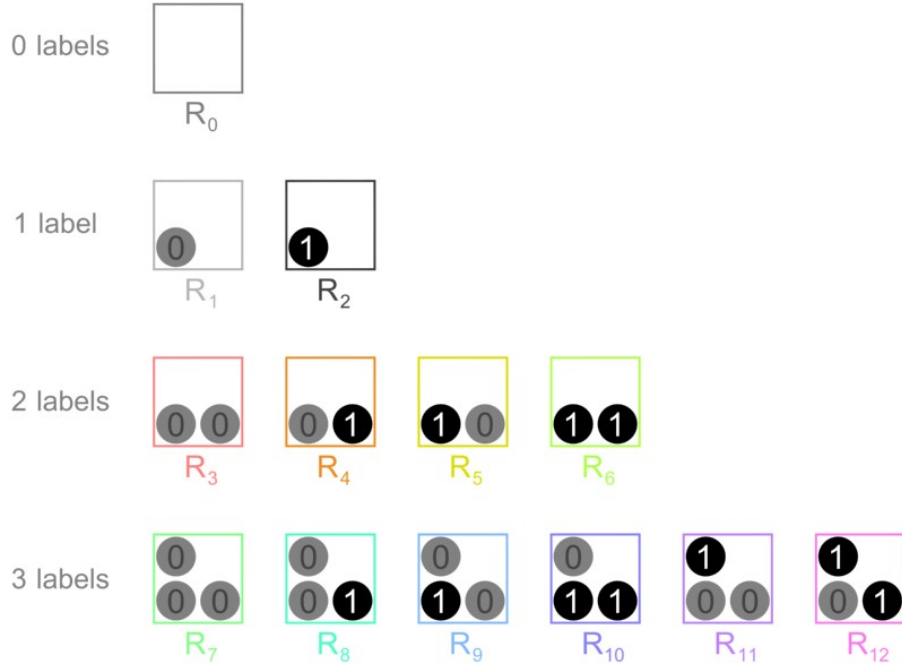 0 labels
R₀
1 label
0 1
R₁ R₂
2 labels
0 0 0 1 1 0 1 1
R₃ R₄ R₅ R₆
3 labels
0 0 0 0 1 1
0 0 0 1 1 0 1 1 0 0 0 1
R₇ R₈ R₉ R₁₀ R₁₁ R₁₂